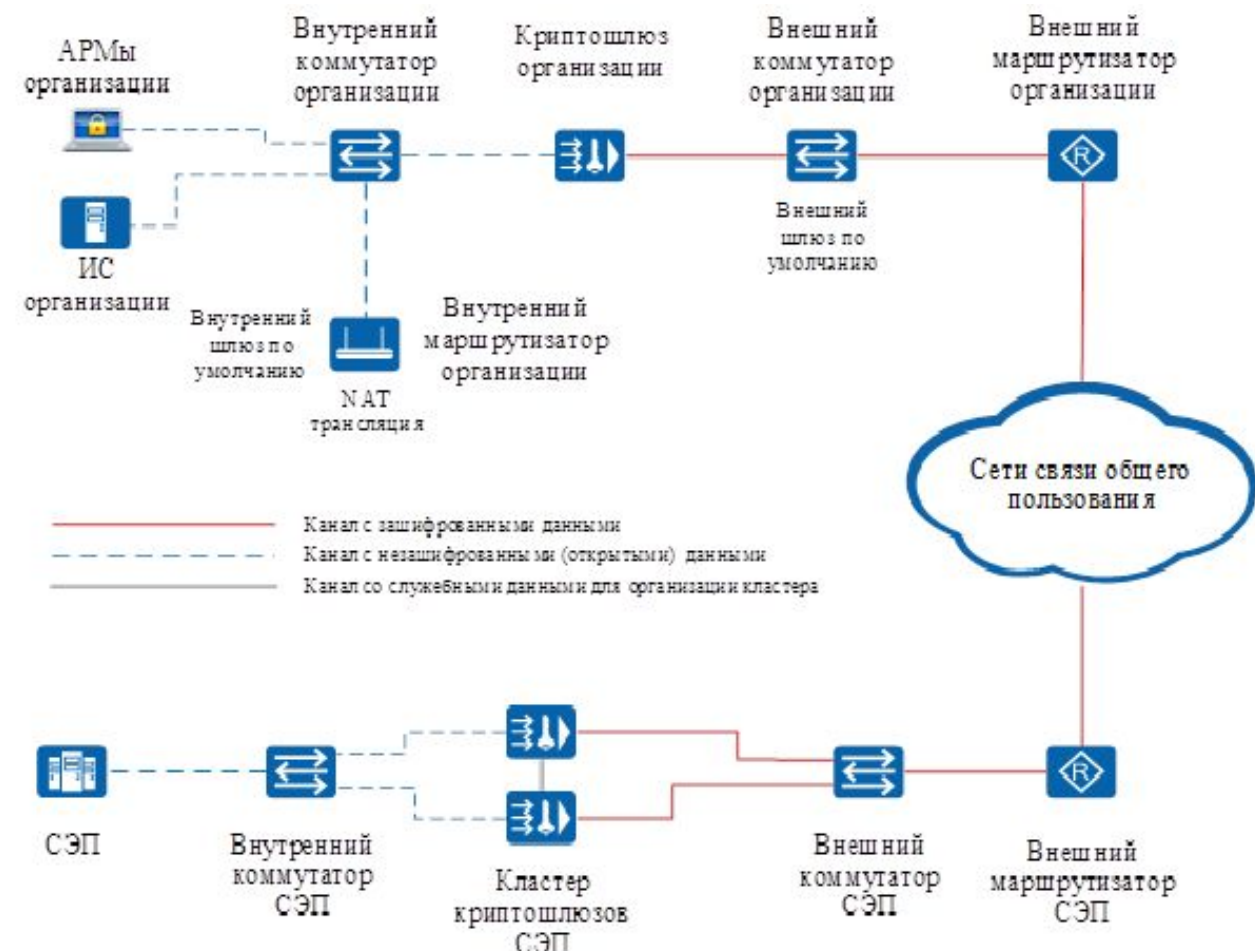 АРМы
организации
Внутренний
коммутатор
организации
Криптошлюз
организации
Внешний
коммутатор
организации
Внешний
маршрутизатор
организации
R
ИС
организации
Внешний
шлюз по
умолчанию
Внутренний
шлюз по
умолчанию
Внутренний
маршрутизатор
организации
NAT
трансляция
Сети связи общего
пользования
Канал с зашифрованными данными
Канал с незашифрованными (открытыми) данными
Канал со служебными данными для организации кластера
R
СЭП
Внутренний
коммутатор
СЭП
Кластер
криптошлюзов
СЭП
Внешний
коммутатор
СЭП
Внешний
маршрутизатор
СЭП